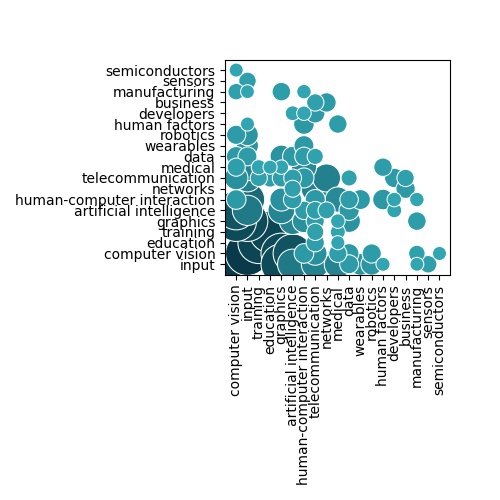 semiconductors
sensors
manufacturing
business
developers
human factors
robotics
wearables
data
medical
telecommunication
networks
human-computer interaction
artificial intelligence
graphics
training
education
computer vision
input
computer vision
input
training
education
graphics
artificial intelligence
human-computer interaction
telecommunication
networks
medical
data
wearables
robotics
human factors
developers
business
manufacturing
sensors
semiconductors